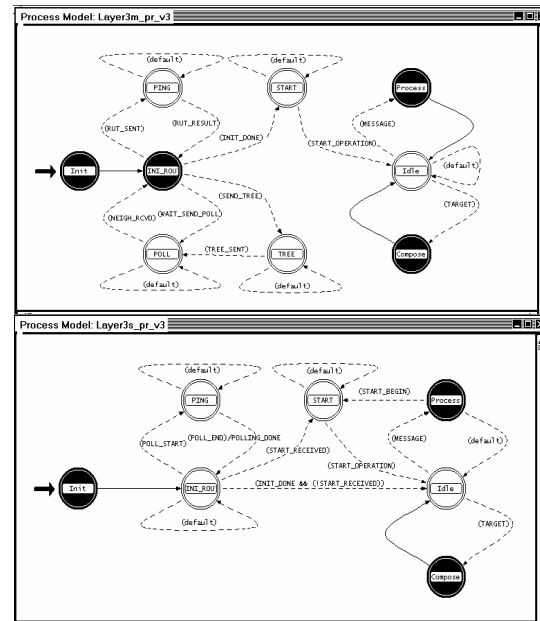 Process Model: Layer3m_pr_v3
(default)
(default)
PING
START
Process
(RUT_SENT)
(RUT_RESULT)
(INIT_DONE)
(MESSAGE)
(START_OPERATION)
Init
INI_ROU
Idle
(default)
(SEND_TREE)
(NEIGH_RCVD)
(WAIT_SEND_POLL)
(TARGET)
(TREE_SENT)
POLL
TREE
Compose
(default)
(default)
Process Model: Layer3s_pr_v3
(default)
(default)
(START_BEGIN)
PING
START
Process
(POLL_START)
(POLL_END)/POLLING_DONE
(START_RECEIVED)
(MESSAGE)
(default)
(START_OPERATION)
Init
INI_ROU
(INIT_DONE && (!START_RECEIVED))
Idle
(default)
(TARGET)
Compose